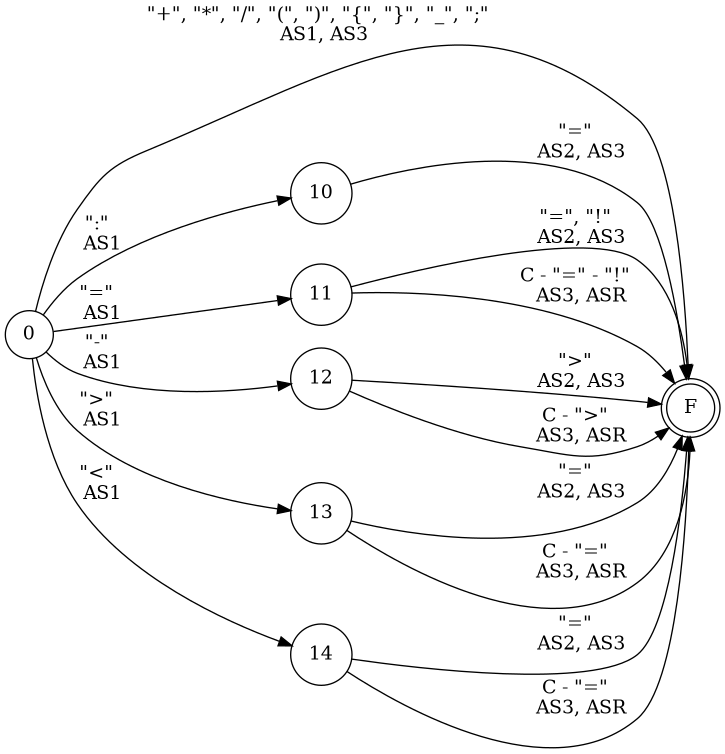 "+", "*", "/", "(", ")", "{", "}", "_", ";"
AS1, AS3
"="
AS2, AS3
10
":"
AS1
"=", "!"
AS2, AS3
C - "=" - "!"
AS3, ASR
11
"="
AS1
0
"-"
AS1
">"
AS2, AS3
12
">"
AS1
F
C - ">"
AS3, ASR
"<"
AS1
"="
AS2, AS3
13
C - "="
AS3, ASR
"="
AS2, AS3
14
C - "="
AS3, ASR